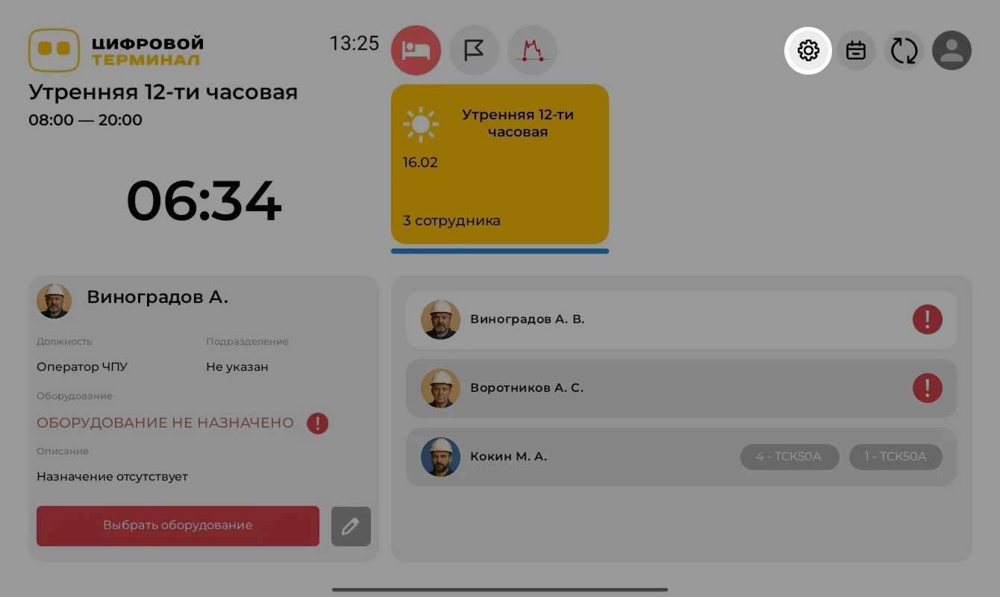 ЦИФРОВОЙ
ТЕРМИНАЛ
13:25
Утренняя 12-ти часовая
08:00 — 20:00
06:34
Утренняя 12-ти
часовая
16.02
3 сотрудника
Виноградов А.
Должность
Подразделение
Оператор ЧПУ
Не указан
Оборудование
ОБОРУДОВАНИЕ НЕ НАЗНАЧЕНО
Описание
Назначение отсутствует
Выбрать оборудование
Виноградов А. В.
Воротников А. С.
Кокин М. А.
4 - ТСК50А
1 - ТСК50А